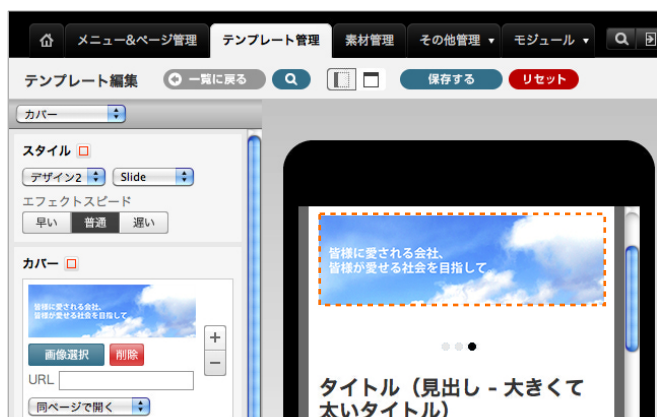 メニュー&ページ管理
テンプレート管理
素材管理
その他管理 ▼
モジュール ▼
テンプレート編集
一覧に戻る
保存する
リセット
カバー
スタイル
デザイン2
Slide
エフェクトスピード
早い
普通
遅い
カバー
皆様に愛される会社、
皆様が愛せる社会を目指して
画像選択
削除
+
−
URL
同ページで開く
皆様に愛される会社、
皆様が愛せる社会を目指して
タイトル（見出し - 大きくて
太いタイトル）